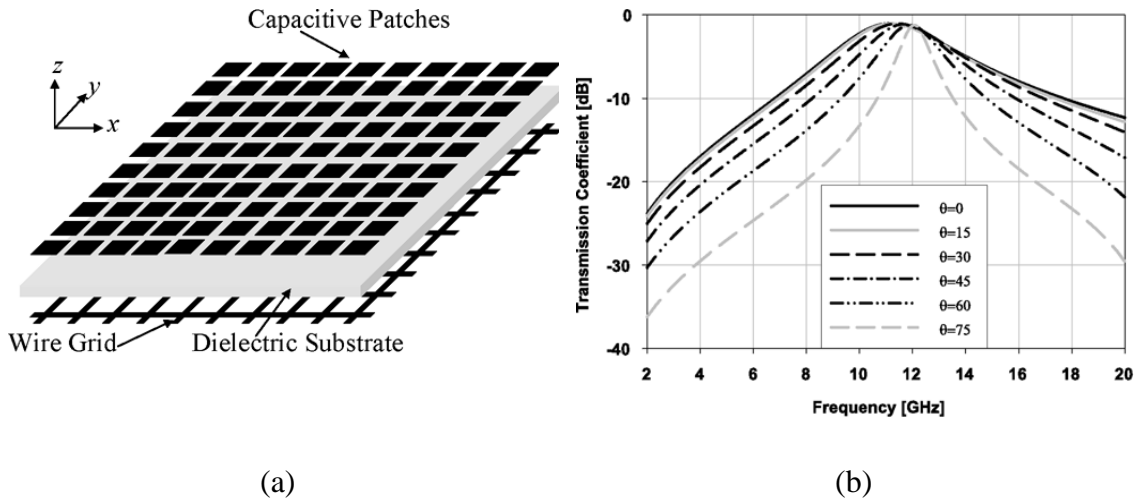 Capacitive Patches
z
y
x
Wire Grid
Dielectric Substrate
(a)
Transmission Coefficient [dB]
0
-10
-20
-30
-40
2 4 6 8 10 12 14 16 18 20
Frequency [GHz]
θ=0
θ=15
θ=30
θ=45
θ=60
θ=75
(b)